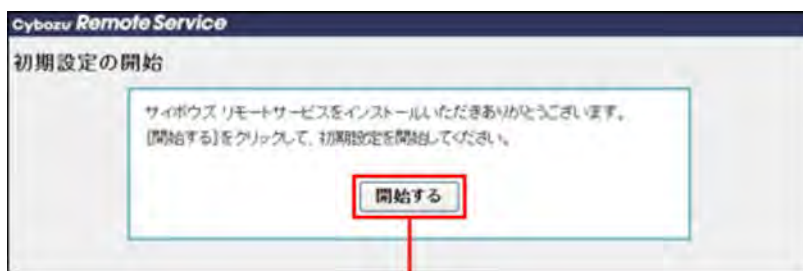 Cybozu Remote Service
初期設定の開始
サイボウズ リモートサービスをインストールいただきありがとうございます。
[開始する]をクリックして、初期設定を開始してください。
開始する